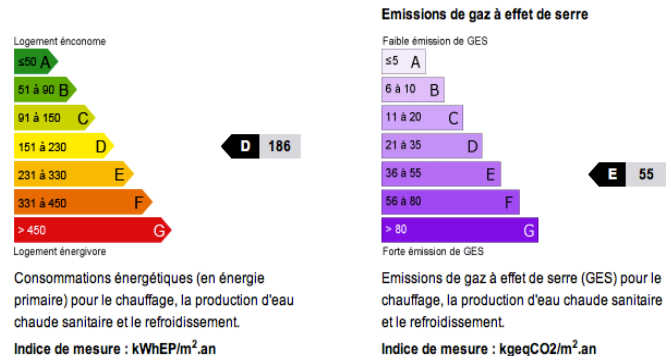 Logement énconome
≤50 A
51 à 90 B
91 à 150 C
151 à 230 D
D 186
231 à 330 E
331 à 450 F
> 450 G
Logement énergivore
Consommations énergétiques (en énergie
primaire) pour le chauffage, la production d'eau
chaude sanitaire et le refroidissement.
Indice de mesure : kWhEP/m².an
Emissions de gaz à effet de serre
Faible émission de GES
≤5 A
6 à 10 B
11 à 20 C
21 à 35 D
36 à 55 E
E 55
56 à 80 F
> 80 G
Forte émission de GES
Emissions de gaz à effet de serre (GES) pour le
chauffage, la production d'eau chaude sanitaire
et le refroidissement.
Indice de mesure : kgeqCO2/m².an